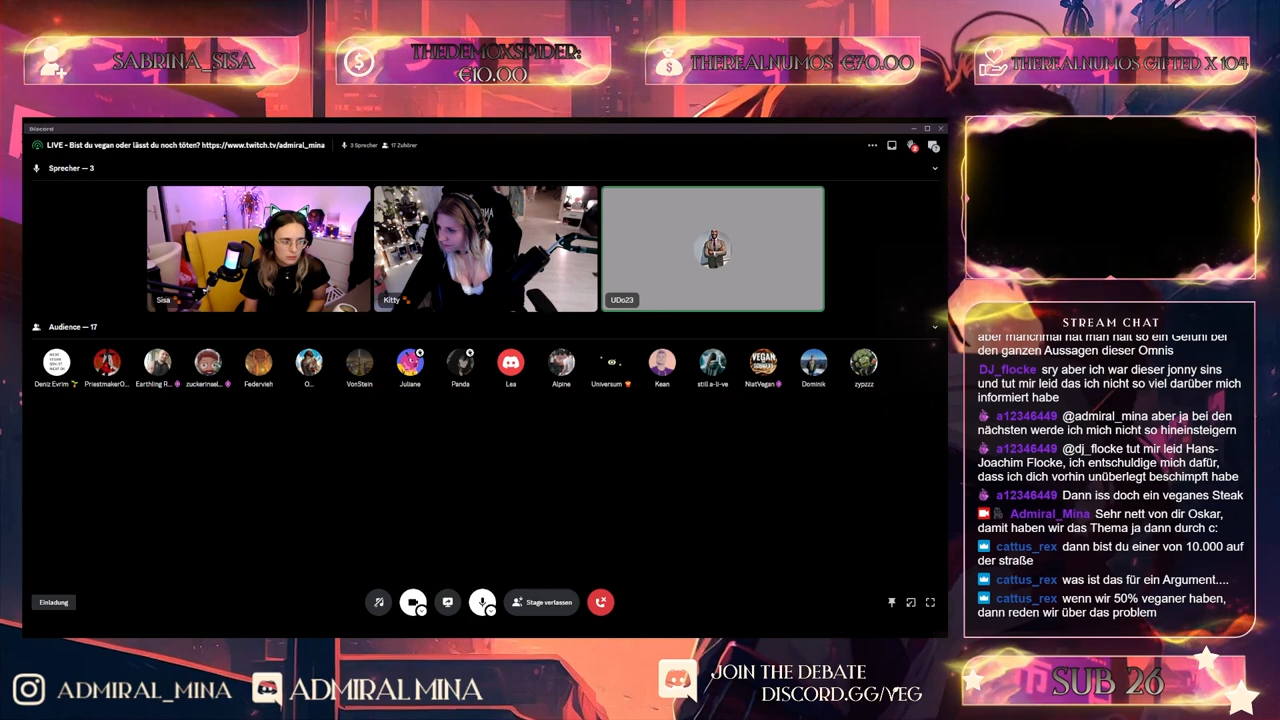 SABRINA_SISA
THEDEMOXSPIDER:
€10.00
THEREALNUMOS €70.00
THEREALNUMOS GIFTED X 104
Discord
LIVE - Bist du vegan oder lässt du noch töten? https://www.twitch.tv/admiral_mina
3 Sprecher
17 Zuhörer
Sprecher — 3
Sisa
Kitty
UDo23
Audience — 17
Deniz Evrim
PriestmakerO...
Earthling R...
zuckerinsel...
Federvieh
O...
VonStein
Juliane
Panda
Lea
Alpine
Universum
Kean
still a-li-ve
NiatVegan
Dominik
zypzzz
Einladung
Stage verlassen
STREAM CHAT
aber manchmal hat man halt so ein Gefühl bei
den ganzen Aussagen dieser Omnis
DJ_flocke sry aber ich war dieser jonny sins
und tut mir leid das ich nicht so viel darüber mich
informiert habe
a12346449 @admiral_mina aber ja bei den
nächsten werde ich mich nicht so hineinsteigern
a12346449 @dj_flocke tut mir leid Hans-
Joachim Flocke, ich entschuldige mich dafür,
dass ich dich vorhin unüberlegt beschimpft habe
a12346449 Dann iss doch ein veganes Steak
Admiral_Mina Sehr nett von dir Oskar,
damit haben wir das Thema ja dann durch c:
cattus_rex dann bist du einer von 10.000 auf
der straße
cattus_rex was ist das für ein Argument....
cattus_rex wenn wir 50% veganer haben,
dann reden wir über das problem
ADMIRAL_MINA
ADMIRAL MINA
JOIN THE DEBATE
DISCORD.GG/VEG
SUB 26